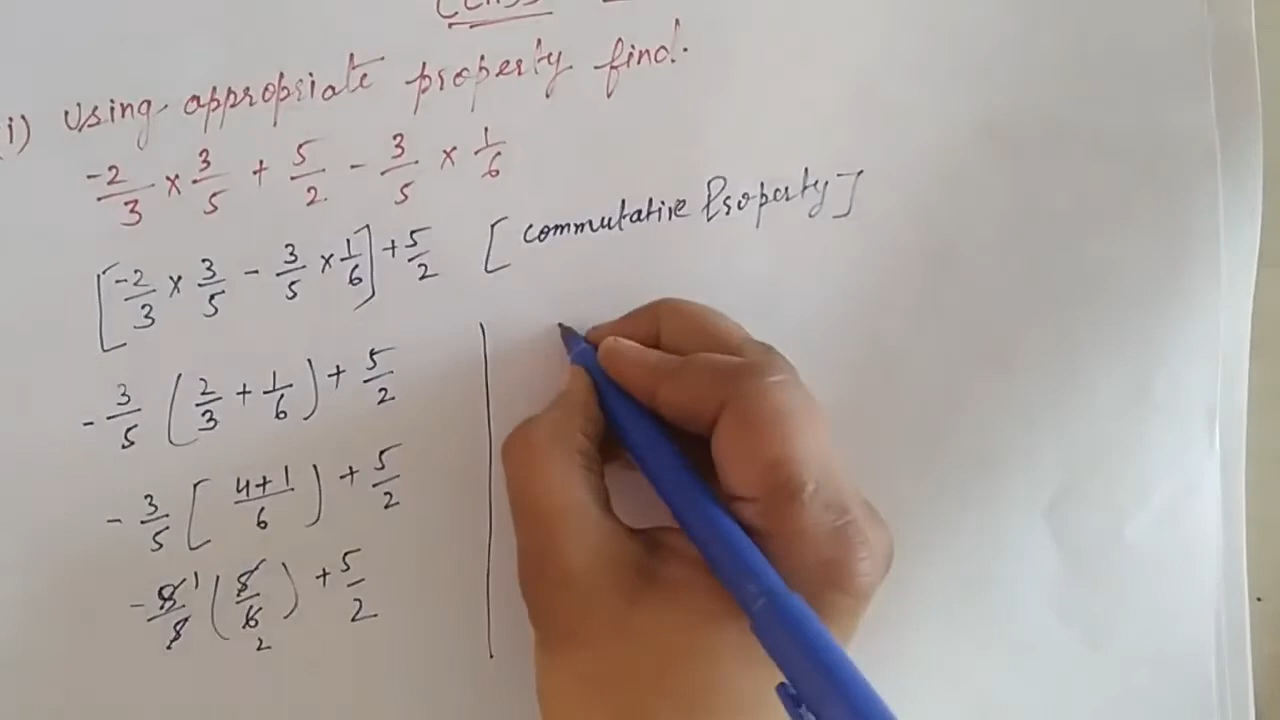 i) Using appropriate property find.
-2/3 × 3/5 + 5/2 - 3/5 × 1/6
[-2/3 × 3/5 - 3/5 × 1/6] + 5/2 [commutative Property]
- 3/5 (2/3 + 1/6) + 5/2
- 3/5 [4+1/6) + 5/2